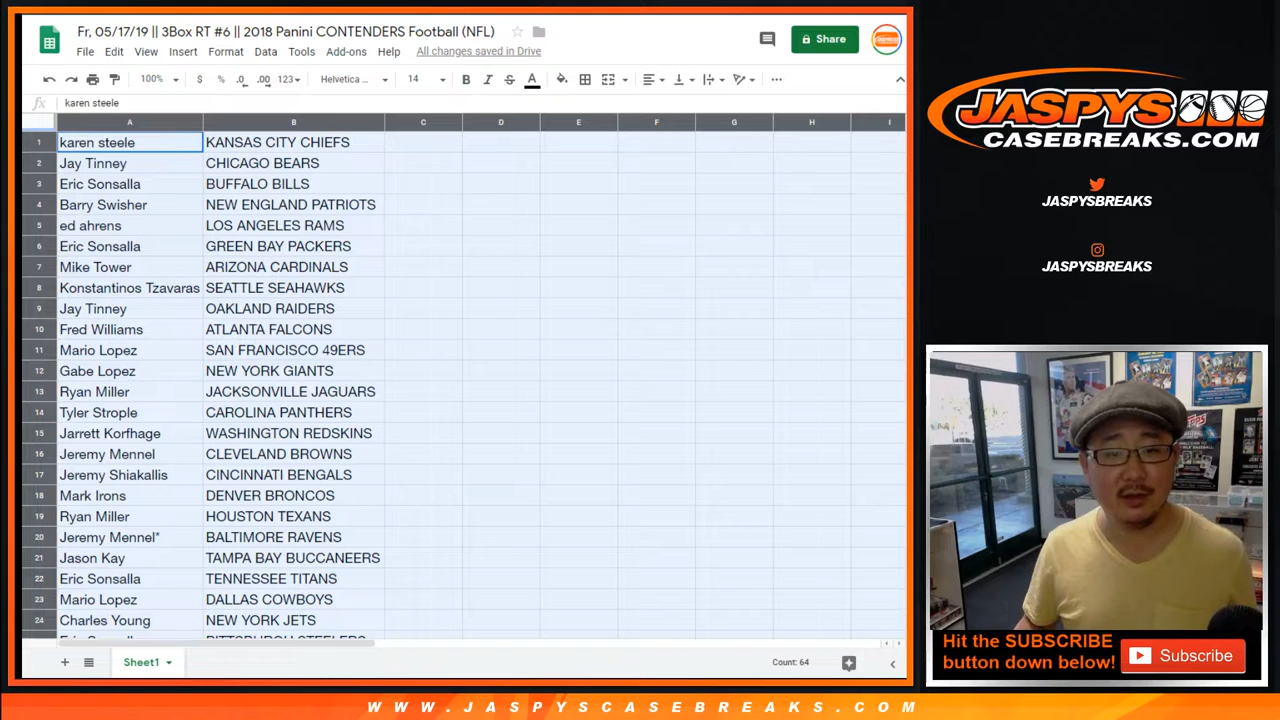 Fr, 05/17/19 || 3Box RT #6 || 2018 Panini CONTENDERS Football (NFL)
File Edit View Insert Format Data Tools Add-ons Help All changes saved in Drive
Share
100% $ % .0 .00 123 Helvetica ... 14 B I S A
fx karen steele
A B C D E F G H I
1 karen steele KANSAS CITY CHIEFS
2 Jay Tinney CHICAGO BEARS
3 Eric Sonsalla BUFFALO BILLS
4 Barry Swisher NEW ENGLAND PATRIOTS
5 ed ahrens LOS ANGELES RAMS
6 Eric Sonsalla GREEN BAY PACKERS
7 Mike Tower ARIZONA CARDINALS
8 Konstantinos Tzavaras SEATTLE SEAHAWKS
9 Jay Tinney OAKLAND RAIDERS
10 Fred Williams ATLANTA FALCONS
11 Mario Lopez SAN FRANCISCO 49ERS
12 Gabe Lopez NEW YORK GIANTS
13 Ryan Miller JACKSONVILLE JAGUARS
14 Tyler Strople CAROLINA PANTHERS
15 Jarrett Korfhage WASHINGTON REDSKINS
16 Jeremy Mennel CLEVELAND BROWNS
17 Jeremy Shiakallis CINCINNATI BENGALS
18 Mark Irons DENVER BRONCOS
19 Ryan Miller HOUSTON TEXANS
20 Jeremy Mennel* BALTIMORE RAVENS
21 Jason Kay TAMPA BAY BUCCANEERS
22 Eric Sonsalla TENNESSEE TITANS
23 Mario Lopez DALLAS COWBOYS
24 Charles Young NEW YORK JETS
Eric Sonsalla PITTSBURGH STEELERS
Sheet1
Count: 64
JASPYS
CASEBREAKS.COM
JASPYSBREAKS
JASPYSBREAKS
TOPPS
Hit the SUBSCRIBE
button down below!
Subscribe
WWW.JASPYSCASEBREAKS.COM